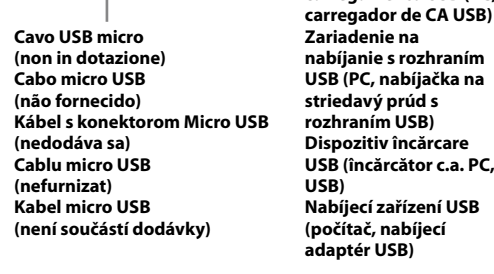 Cavo USB micro
(non in dotazione)
Cabo micro USB
(não fornecido)
Kábel s konektorom Micro USB
(nedodáva sa)
Cablu micro USB
(nefurnizat)
Kabel micro USB
(není součástí dodávky)
carregador de CA USB)
Zariadenie na
nabíjanie s rozhraním
USB (PC, nabíjačka na
striedavý prúd s
rozhraním USB)
Dispozitiv încărcare
USB (încărcător c.a. PC,
USB)
Nabíjecí zařízení USB
(počítač, nabíjecí
adaptér USB)